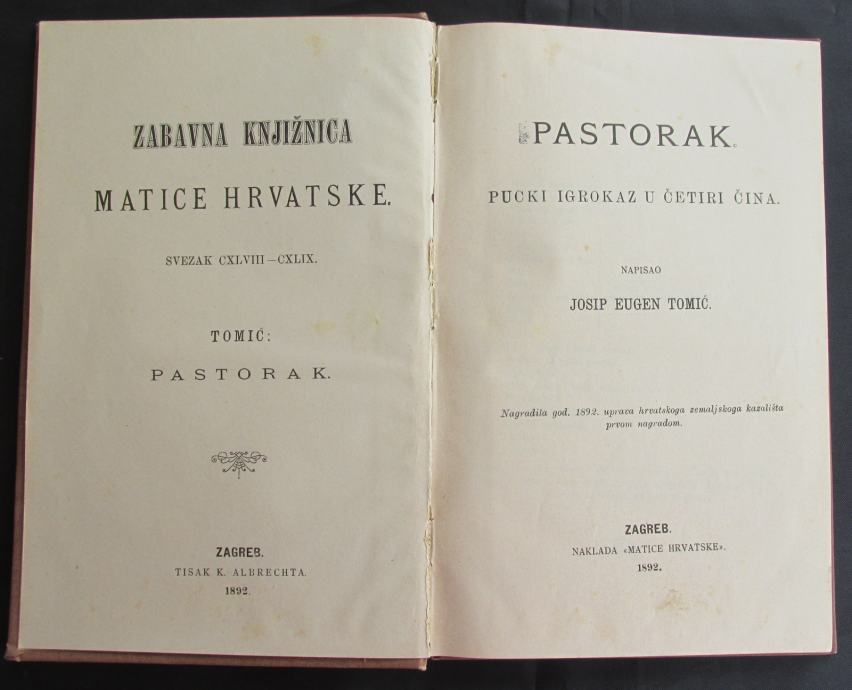 ZABAVNA KNJIŽNICA
MATICE HRVATSKE.
SVEZAK CXLVIII—CXLIX.
TOMIĆ:
PASTORAK.
ZAGREB.
TISAK K. ALBRECHTA.
1892.
PASTORAK.
PUCKI IGROKAZ U ČETIRI ČINA.
NAPISAO
JOSIP EUGEN TOMIĆ.
Nagradila god. 1892. uprava hrvatskoga zemaljskoga kazališta
prvom nagradom.
ZAGREB.
NAKLADA «MATICE HRVATSKE».
1892.